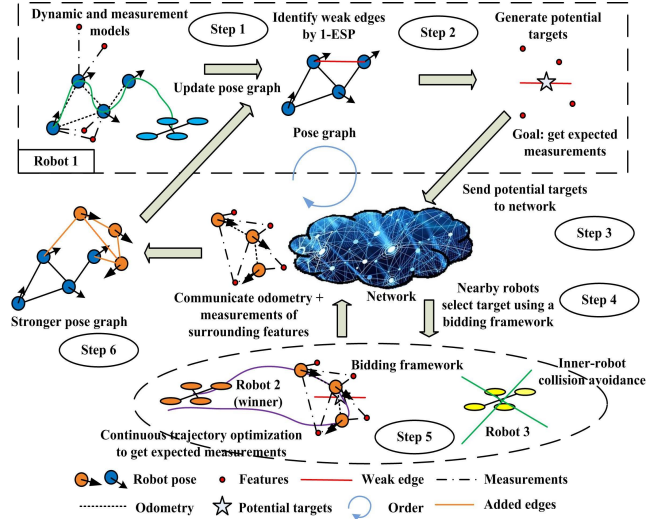 Dynamic and measurement
models
Step 1
Identify weak edges
by 1-ESP
Step 2
Generate potential
targets
Update pose graph
Pose graph
Goal: get expected
measurements
Robot 1
Send potential targets
to network
Step 3
Network
Step 4
Nearby robots
select target using a
bidding framework
Communicate odometry +
measurements of
surrounding features
Stronger pose graph
Step 6
Bidding framework
Inner-robot
collision avoidance
Robot 2
(winner)
Robot 3
Step 5
Continuous trajectory optimization
to get expected measurements
Robot pose
Features
Weak edge
Measurements
Odometry
Potential targets
Order
Added edges